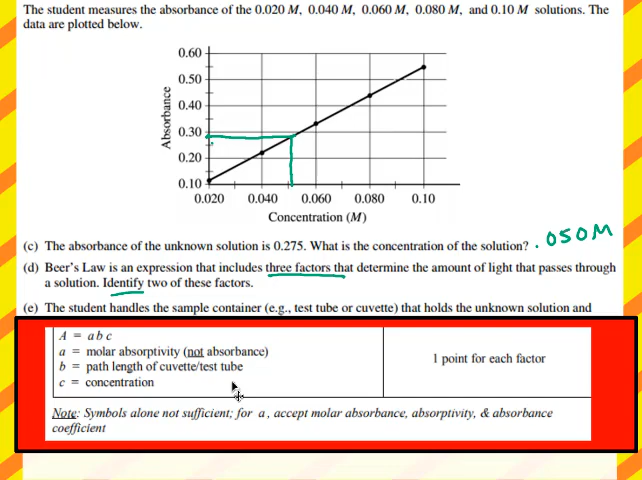 The student measures the absorbance of the 0.020 M, 0.040 M, 0.060 M, 0.080 M, and 0.10 M solutions. The
data are plotted below.
0.60
0.50
0.40
0.30
0.20
0.10
Absorbance
0.020 0.040 0.060 0.080 0.10
Concentration (M)
(c) The absorbance of the unknown solution is 0.275. What is the concentration of the solution? .050M
(d) Beer's Law is an expression that includes three factors that determine the amount of light that passes through
a solution. Identify two of these factors.
(e) The student handles the sample container (e.g., test tube or cuvette) that holds the unknown solution and
A = a b c
a = molar absorptivity (not absorbance)
b = path length of cuvette/test tube
c = concentration
1 point for each factor
Note: Symbols alone not sufficient; for a, accept molar absorbance, absorptivity, & absorbance
coefficient